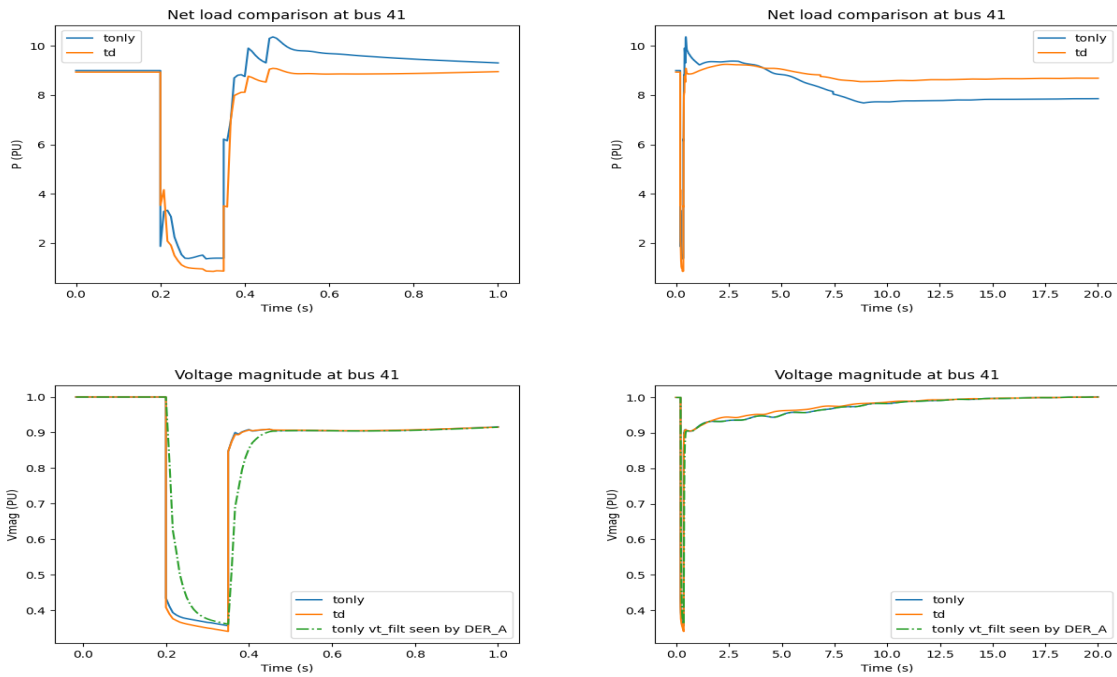 Net load comparison at bus 41
tonly
td
10
8
6
4
2
P (PU)
0.0 0.2 0.4 0.6 0.8 1.0
Time (s)
Net load comparison at bus 41
tonly
td
10
8
6
4
2
P (PU)
0.0 2.5 5.0 7.5 10.0 12.5 15.0 17.5 20.0
Time (s)
Voltage magnitude at bus 41
1.0
0.9
0.8
0.7
0.6
0.5
0.4
Vmag (PU)
tonly
td
tonly vt_filt seen by DER_A
0.0 0.2 0.4 0.6 0.8 1.0
Time (s)
Voltage magnitude at bus 41
1.0
0.9
0.8
0.7
0.6
0.5
0.4
Vmag (PU)
tonly
td
tonly vt_filt seen by DER_A
0.0 2.5 5.0 7.5 10.0 12.5 15.0 17.5 20.0
Time (s)